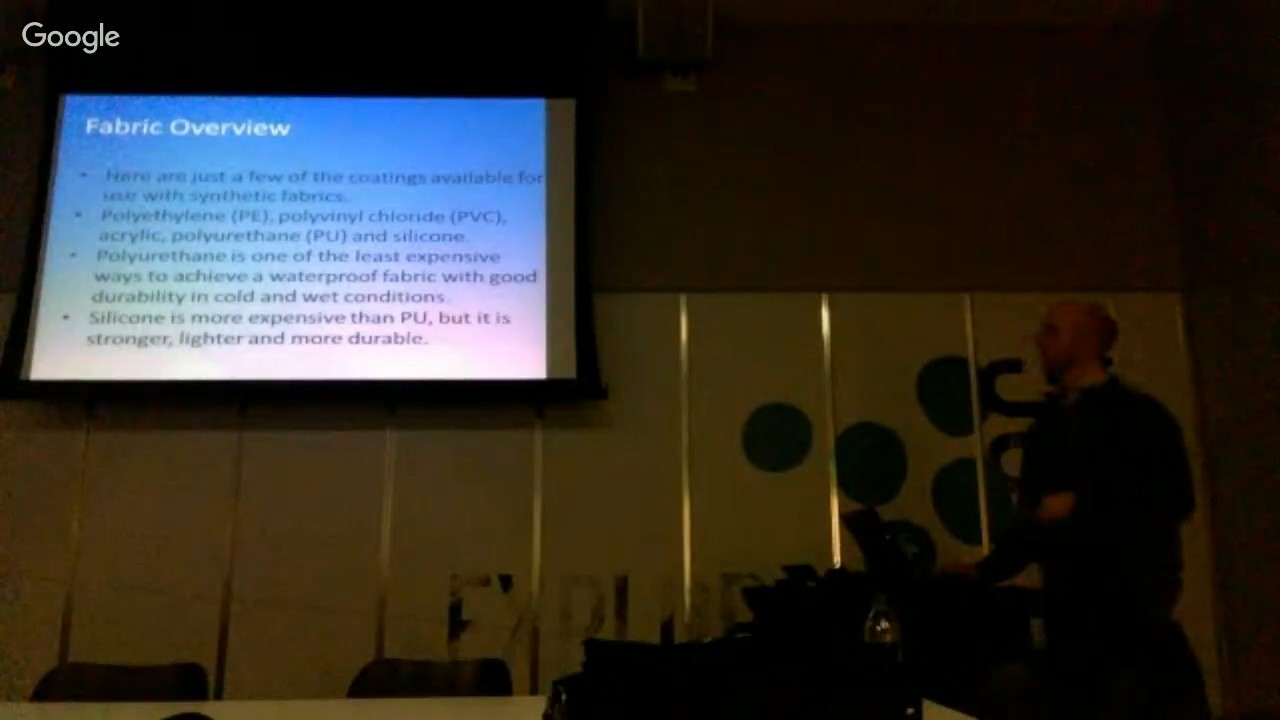 Google
Fabric Overview
• Here are just a few of the coatings available for
use with synthetic fabrics.
• Polyethylene (PE), polyvinyl chloride (PVC),
acrylic, polyurethane (PU) and silicone.
• Polyurethane is one of the least expensive
ways to achieve a waterproof fabric with good
durability in cold and wet conditions.
• Silicone is more expensive than PU, but it is
stronger, lighter and more durable.